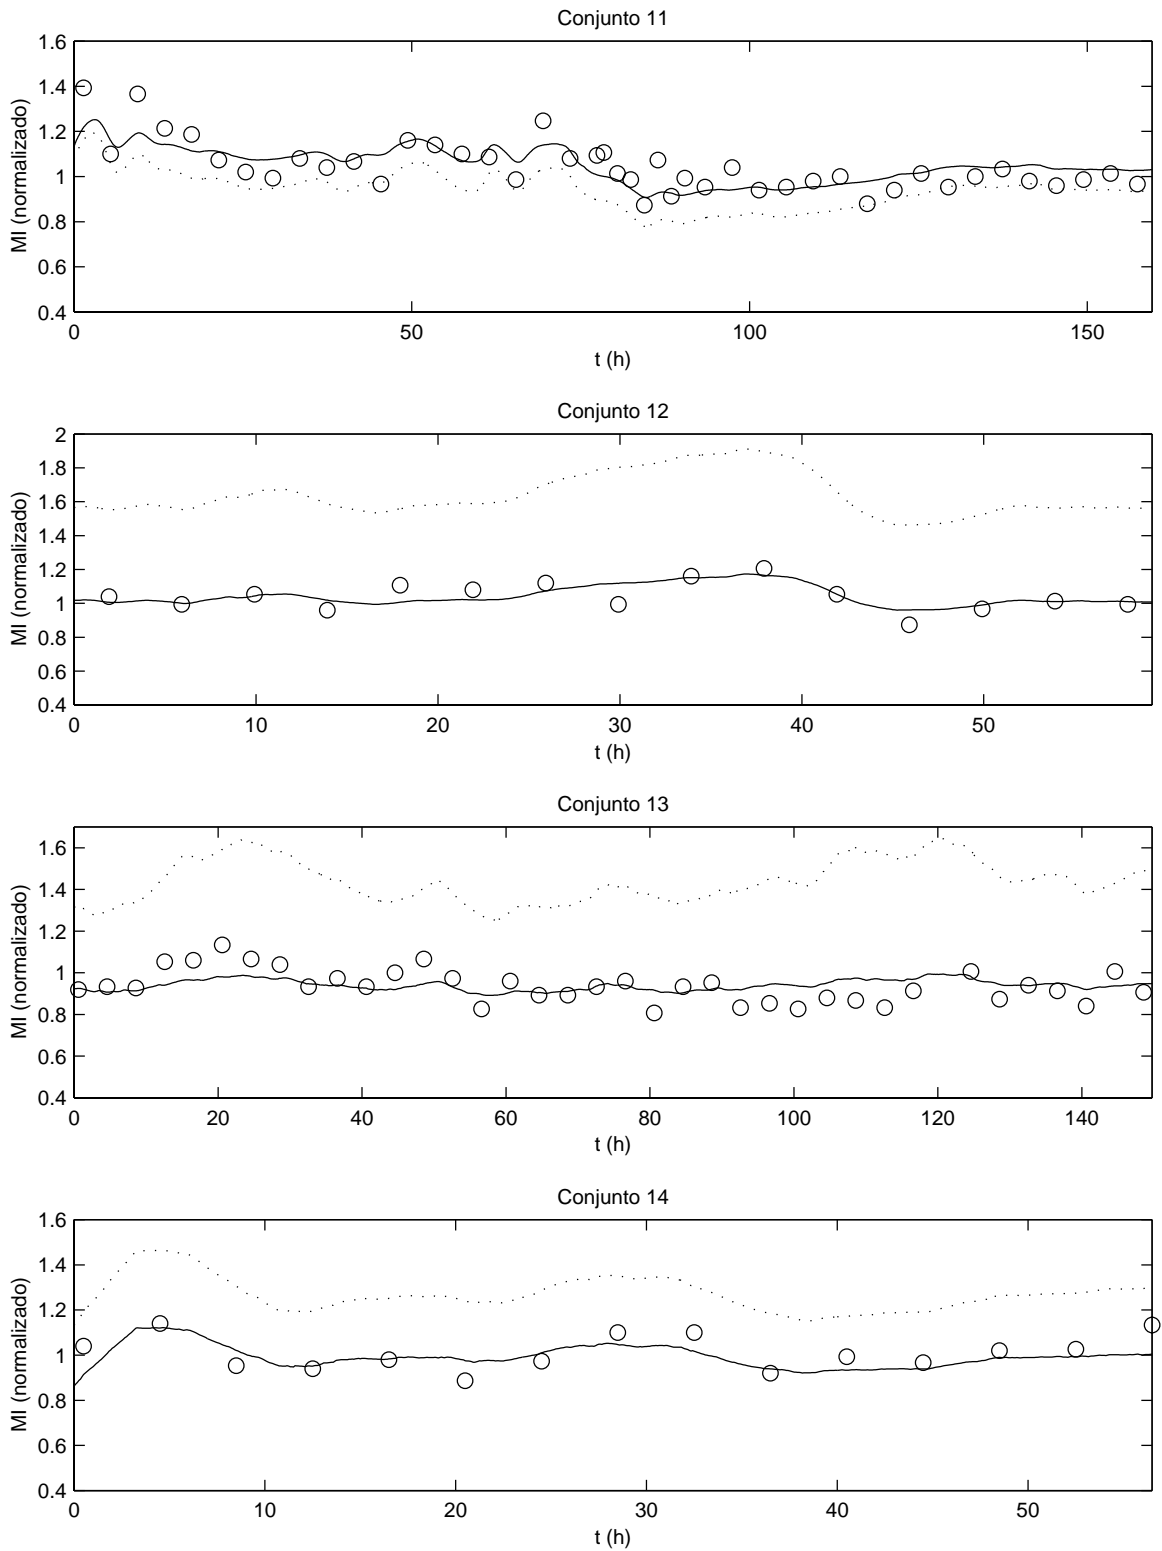 Conjunto 11
1.6
1.4
1.2
1
0.8
0.6
0.4
MI (normalizado)
0 50 100 150
t (h)
Conjunto 12
2
1.8
1.6
1.4
1.2
1
0.8
0.6
0.4
MI (normalizado)
0 10 20 30 40 50
t (h)
Conjunto 13
1.6
1.4
1.2
1
0.8
0.6
0.4
MI (normalizado)
0 20 40 60 80 100 120 140
t (h)
Conjunto 14
1.6
1.4
1.2
1
0.8
0.6
0.4
MI (normalizado)
0 10 20 30 40 50
t (h)